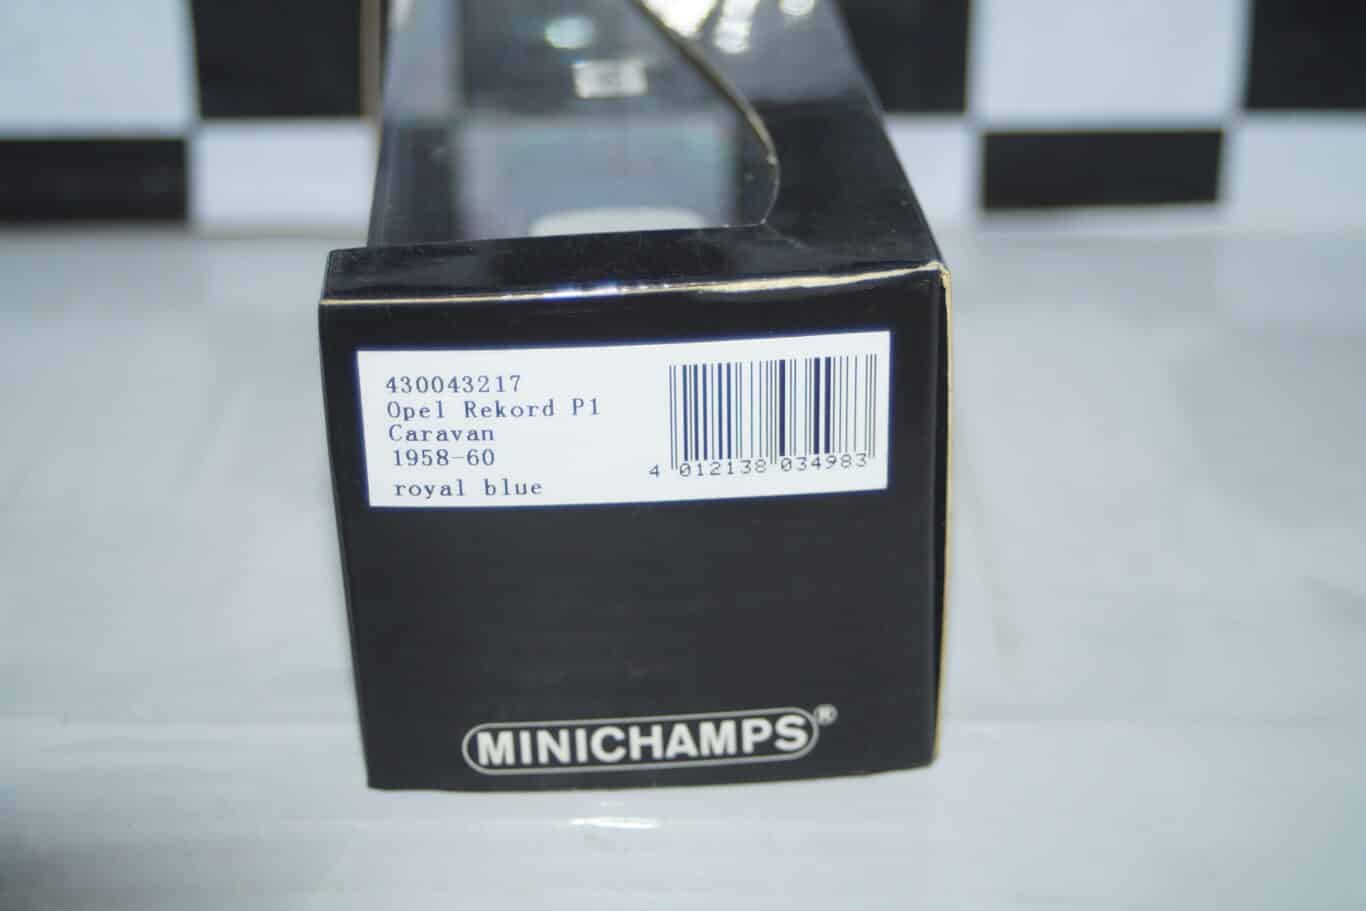 430043217
Opel Rekord P1
Caravan
1958-60
royal blue
4 012138 034983
MINICHAMPS®